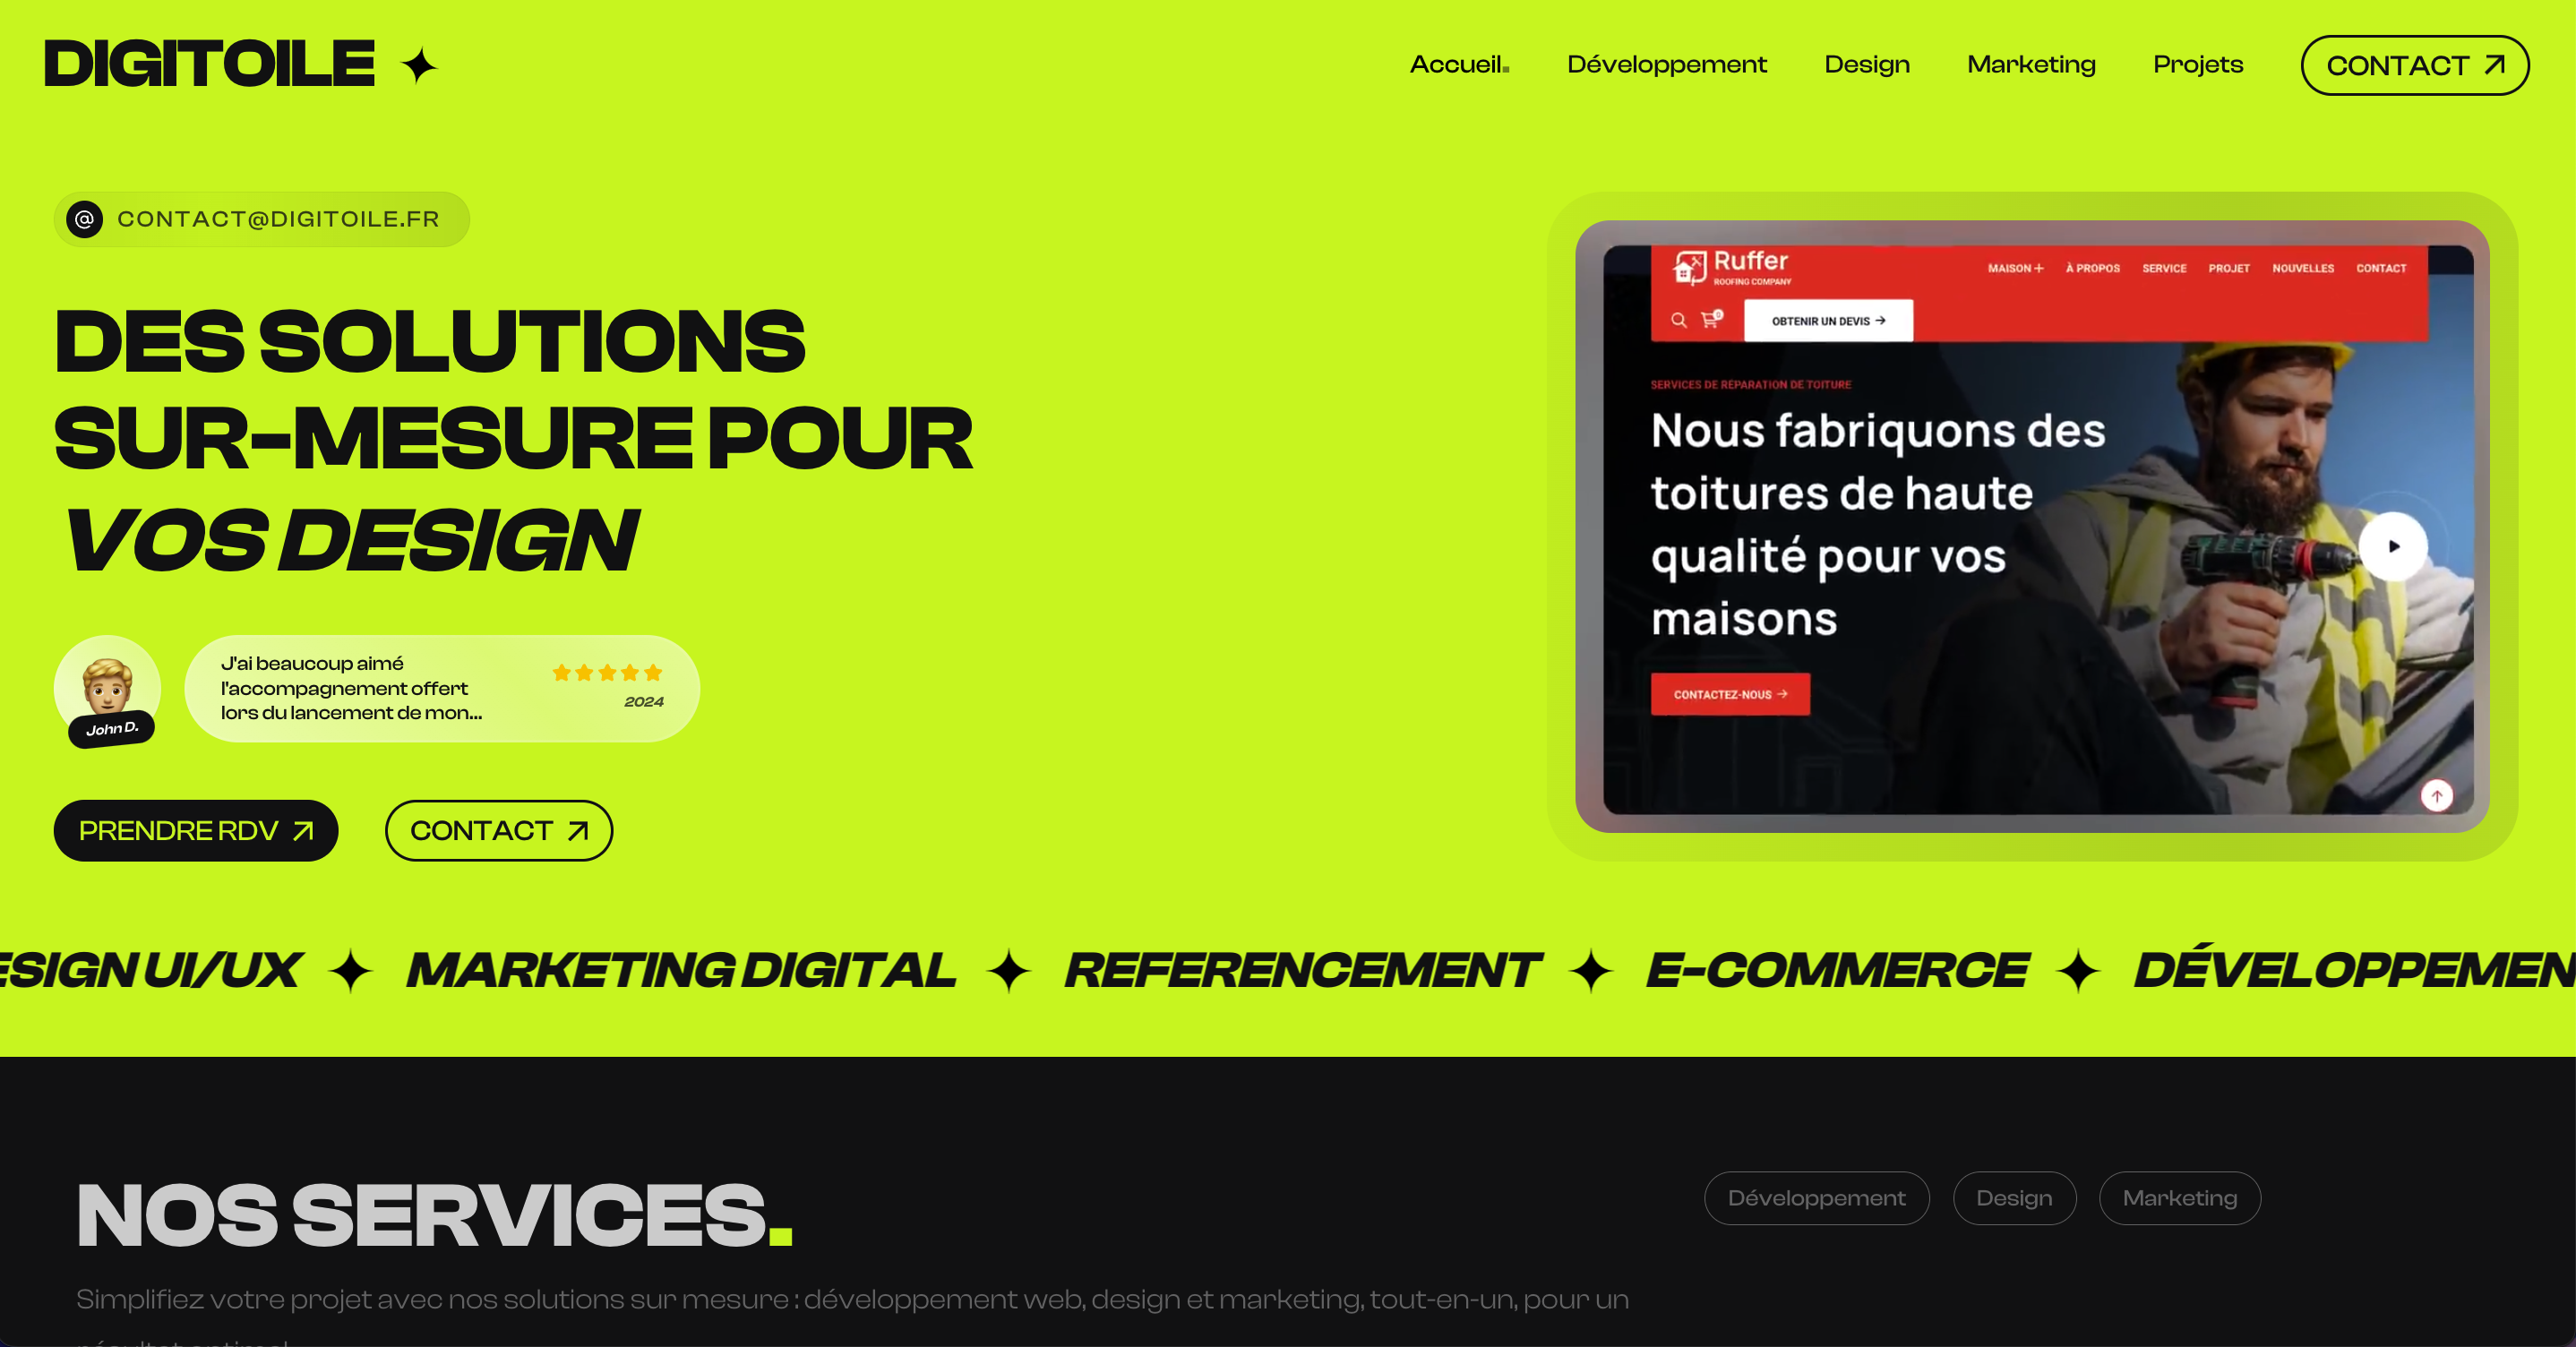 DIGITOILE
Accueil. Développement Design Marketing Projets CONTACT
@ CONTACT@DIGITOILE.FR
DES SOLUTIONS
SUR-MESURE POUR
VOS DESIGN
J'ai beaucoup aimé
l'accompagnement offert
lors du lancement de mon...
2024
John D.
PRENDRE RDV
CONTACT
Ruffer
ROOFING COMPANY
MAISON + À PROPOS SERVICE PROJET NOUVELLES CONTACT
0
OBTENIR UN DEVIS →
SERVICES DE RÉPARATION DE TOITURE
Nous fabriquons des
toitures de haute
qualité pour vos
maisons
CONTACTEZ-NOUS →
ESIGN UI/UX ✦ MARKETING DIGITAL ✦ REFERENCEMENT ✦ E-COMMERCE ✦ DÉVELOPPEMEN
NOS SERVICES.
Développement Design Marketing
Simplifiez votre projet avec nos solutions sur mesure : développement web, design et marketing, tout-en-un, pour un
résultat optimal